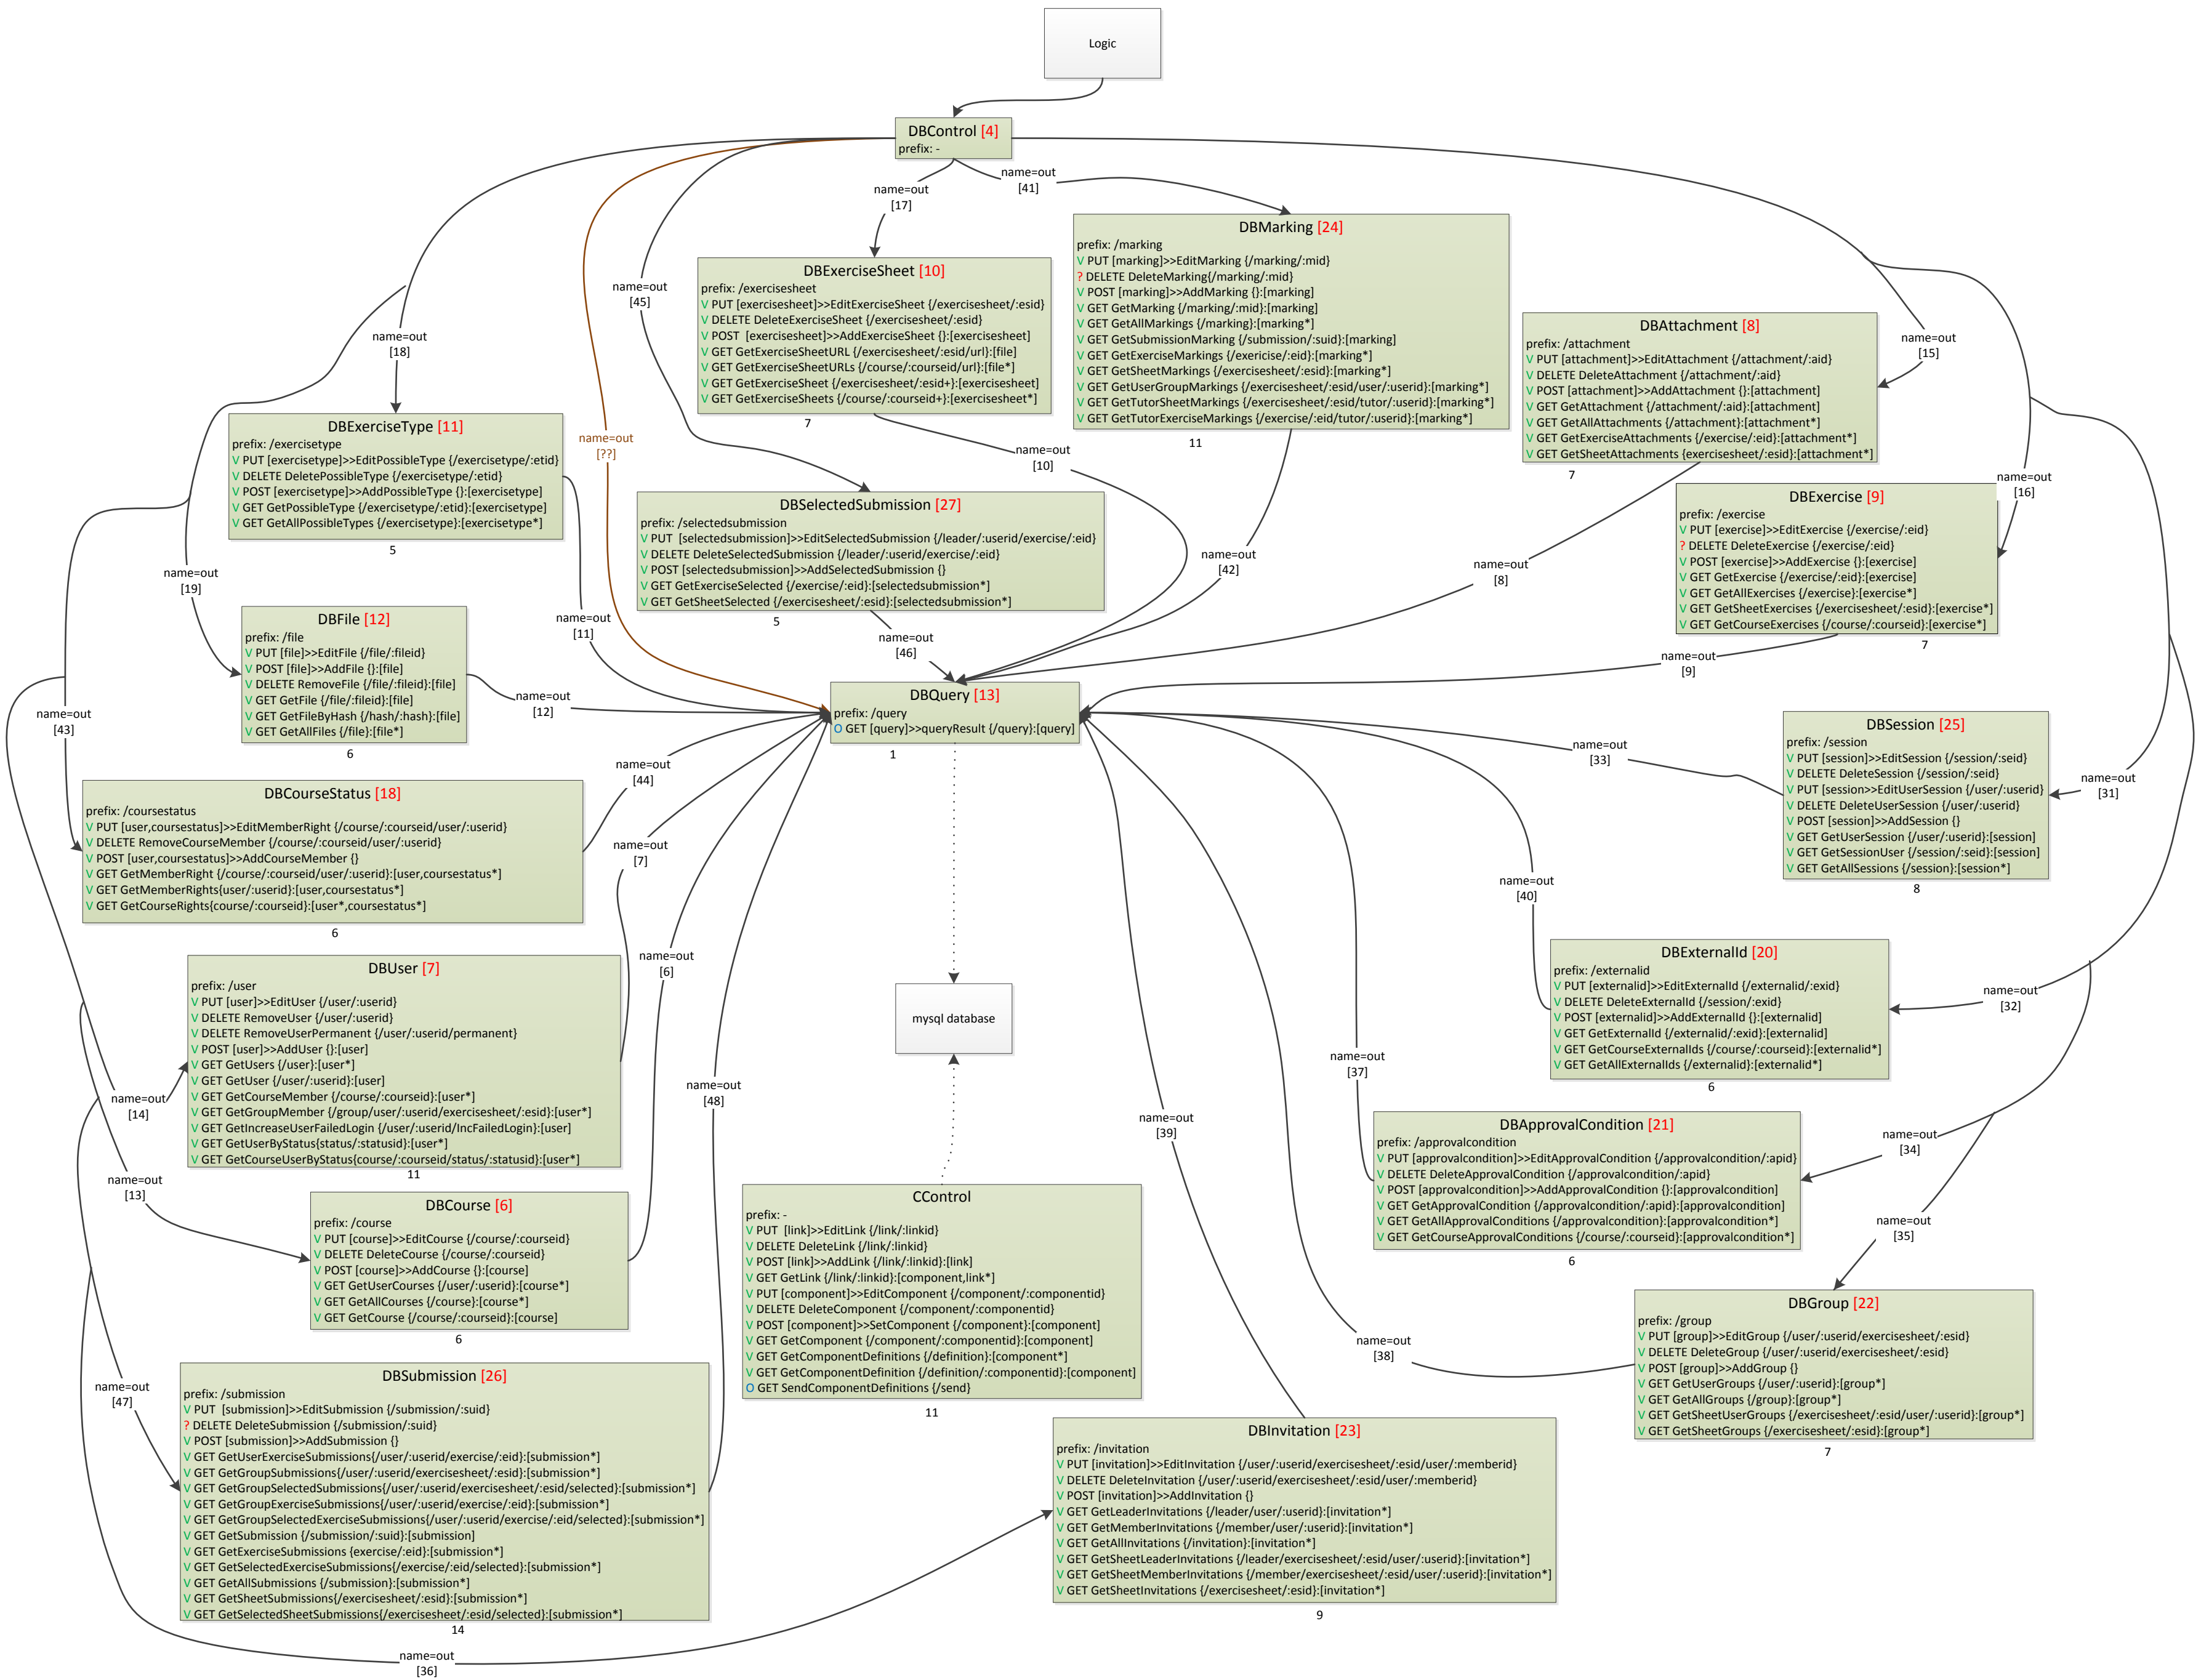 Logic
DBControl [4]
prefix: -
name=out
[17]
name=out
[41]
name=out
[45]
name=out
[18]
name=out
[15]
name=out
[??]
name=out
[16]
DBMarking [24]
prefix: /marking
V PUT [marking]>>EditMarking {/marking/:mid}
? DELETE DeleteMarking{/marking/:mid}
V POST [marking]>>AddMarking {}:[marking]
V GET GetMarking {/marking/:mid}:[marking]
V GET GetAllMarkings {/marking}:[marking*]
V GET GetSubmissionMarking {/submission/:suid}:[marking]
V GET GetExerciseMarkings {/exericise/:eid}:[marking*]
V GET GetSheetMarkings {/exercisesheet/:esid}:[marking*]
V GET GetUserGroupMarkings {/exercisesheet/:esid/user/:userid}:[marking*]
V GET GetTutorSheetMarkings {/exercisesheet/:esid/tutor/:userid}:[marking*]
V GET GetTutorExerciseMarkings {/exercise/:eid/tutor/:userid}:[marking*]
11
DBExerciseSheet [10]
prefix: /exercisesheet
V PUT [exercisesheet]>>EditExerciseSheet {/exercisesheet/:esid}
V DELETE DeleteExerciseSheet {/exercisesheet/:esid}
V POST  [exercisesheet]>>AddExerciseSheet {}:[exercisesheet]
V GET GetExerciseSheetURL {/exercisesheet/:esid/url}:[file]
V GET GetExerciseSheetURLs {/course/:courseid/url}:[file*]
V GET GetExerciseSheet {/exercisesheet/:esid+}:[exercisesheet]
V GET GetExerciseSheets {/course/:courseid+}:[exercisesheet*]
7
name=out
[10]
DBAttachment [8]
prefix: /attachment
V PUT [attachment]>>EditAttachment {/attachment/:aid}
V DELETE DeleteAttachment {/attachment/:aid}
V POST [attachment]>>AddAttachment {}:[attachment]
V GET GetAttachment {/attachment/:aid}:[attachment]
V GET GetAllAttachments {/attachment}:[attachment*]
V GET GetExerciseAttachments {/exercise/:eid}:[attachment*]
V GET GetSheetAttachments {exercisesheet/:esid}:[attachment*]
7
DBExerciseType [11]
prefix: /exercisetype
V PUT [exercisetype]>>EditPossibleType {/exercisetype/:etid}
V DELETE DeletePossibleType {/exercisetype/:etid}
V POST [exercisetype]>>AddPossibleType {}:[exercisetype]
V GET GetPossibleType {/exercisetype/:etid}:[exercisetype]
V GET GetAllPossibleTypes {/exercisetype}:[exercisetype*]
5
DBSelectedSubmission [27]
prefix: /selectedsubmission
V PUT  [selectedsubmission]>>EditSelectedSubmission {/leader/:userid/exercise/:eid}
V DELETE DeleteSelectedSubmission {/leader/:userid/exercise/:eid}
V POST [selectedsubmission]>>AddSelectedSubmission {}
V GET GetExerciseSelected {/exercise/:eid}:[selectedsubmission*]
V GET GetSheetSelected {/exercisesheet/:esid}:[selectedsubmission*]
5
DBExercise [9]
prefix: /exercise
V PUT [exercise]>>EditExercise {/exercise/:eid}
? DELETE DeleteExercise {/exercise/:eid}
V POST [exercise]>>AddExercise {}:[exercise]
V GET GetExercise {/exercise/:eid}:[exercise]
V GET GetAllExercises {/exercise}:[exercise*]
V GET GetSheetExercises {/exercisesheet/:esid}:[exercise*]
V GET GetCourseExercises {/course/:courseid}:[exercise*]
7
name=out
[42]
name=out
[8]
name=out
[19]
name=out
[11]
name=out
[46]
name=out
[9]
DBFile [12]
prefix: /file
V PUT [file]>>EditFile {/file/:fileid}
V POST [file]>>AddFile {}:[file]
V DELETE RemoveFile {/file/:fileid}:[file]
V GET GetFile {/file/:fileid}:[file]
V GET GetFileByHash {/hash/:hash}:[file]
V GET GetAllFiles {/file}:[file*]
6
name=out
[12]
name=out
[43]
DBQuery [13]
prefix: /query
O GET [query]>>queryResult {/query}:[query]
1
name=out
[44]
name=out
[33]
DBSession [25]
prefix: /session
V PUT [session]>>EditSession {/session/:seid}
V DELETE DeleteSession {/session/:seid}
V PUT [session>>EditUserSession {/user/:userid}
V DELETE DeleteUserSession {/user/:userid}
V POST [session]>>AddSession {}
V GET GetUserSession {/user/:userid}:[session]
V GET GetSessionUser {/session/:seid}:[session]
V GET GetAllSessions {/session}:[session*]
8
name=out
[31]
DBCourseStatus [18]
prefix: /coursestatus
V PUT [user,coursestatus]>>EditMemberRight {/course/:courseid/user/:userid}
V DELETE RemoveCourseMember {/course/:courseid/user/:userid}
V POST [user,coursestatus]>>AddCourseMember {}
V GET GetMemberRight {/course/:courseid/user/:userid}:[user,coursestatus*]
V GET GetMemberRights{user/:userid}:[user,coursestatus*]
V GET GetCourseRights{course/:courseid}:[user*,coursestatus*]
6
name=out
[7]
name=out
[40]
name=out
[6]
DBUser [7]
prefix: /user
V PUT [user]>>EditUser {/user/:userid}
V DELETE RemoveUser {/user/:userid}
V DELETE RemoveUserPermanent {/user/:userid/permanent}
V POST [user]>>AddUser {}:[user]
V GET GetUsers {/user}:[user*]
V GET GetUser {/user/:userid}:[user]
V GET GetCourseMember {/course/:courseid}:[user*]
V GET GetGroupMember {/group/user/:userid/exercisesheet/:esid}:[user*]
V GET GetIncreaseUserFailedLogin {/user/:userid/IncFailedLogin}:[user]
V GET GetUserByStatus{status/:statusid}:[user*]
V GET GetCourseUserByStatus{course/:courseid/status/:statusid}:[user*]
11
DBExternalId [20]
prefix: /externalid
V PUT [externalid]>>EditExternalId {/externalid/:exid}
V DELETE DeleteExternalId {/session/:exid}
V POST [externalid]>>AddExternalId {}:[externalid]
V GET GetExternalId {/externalid/:exid}:[externalid]
V GET GetCourseExternalIds {/course/:courseid}:[externalid*]
V GET GetAllExternalIds {/externalid}:[externalid*]
6
name=out
[32]
mysql database
name=out
[37]
name=out
[48]
name=out
[14]
name=out
[39]
DBApprovalCondition [21]
prefix: /approvalcondition
V PUT [approvalcondition]>>EditApprovalCondition {/approvalcondition/:apid}
V DELETE DeleteApprovalCondition {/approvalcondition/:apid}
V POST [approvalcondition]>>AddApprovalCondition {}:[approvalcondition]
V GET GetApprovalCondition {/approvalcondition/:apid}:[approvalcondition]
V GET GetAllApprovalConditions {/approvalcondition}:[approvalcondition*]
V GET GetCourseApprovalConditions {/course/:courseid}:[approvalcondition*]
6
name=out
[34]
name=out
[13]
name=out
[35]
DBCourse [6]
prefix: /course
V PUT [course]>>EditCourse {/course/:courseid}
V DELETE DeleteCourse {/course/:courseid}
V POST [course]>>AddCourse {}:[course]
V GET GetUserCourses {/user/:userid}:[course*]
V GET GetAllCourses {/course}:[course*]
V GET GetCourse {/course/:courseid}:[course]
6
CControl
prefix: -
V PUT  [link]>>EditLink {/link/:linkid}
V DELETE DeleteLink {/link/:linkid}
V POST [link]>>AddLink {/link/:linkid}:[link]
V GET GetLink {/link/:linkid}:[component,link*]
V PUT [component]>>EditComponent {/component/:componentid}
V DELETE DeleteComponent {/component/:componentid}
V POST [component]>>SetComponent {/component}:[component]
V GET GetComponent {/component/:componentid}:[component]
V GET GetComponentDefinitions {/definition}:[component*]
V GET GetComponentDefinition {/definition/:componentid}:[component]
O GET SendComponentDefinitions {/send}
11
name=out
[38]
DBGroup [22]
prefix: /group
V PUT [group]>>EditGroup {/user/:userid/exercisesheet/:esid}
V DELETE DeleteGroup {/user/:userid/exercisesheet/:esid}
V POST [group]>>AddGroup {}
V GET GetUserGroups {/user/:userid}:[group*]
V GET GetAllGroups {/group}:[group*]
V GET GetSheetUserGroups {/exercisesheet/:esid/user/:userid}:[group*]
V GET GetSheetGroups {/exercisesheet/:esid}:[group*]
7
name=out
[47]
DBSubmission [26]
prefix: /submission
V PUT  [submission]>>EditSubmission {/submission/:suid}
? DELETE DeleteSubmission {/submission/:suid}
V POST [submission]>>AddSubmission {}
V GET GetUserExerciseSubmissions{/user/:userid/exercise/:eid}:[submission*]
V GET GetGroupSubmissions{/user/:userid/exercisesheet/:esid}:[submission*]
V GET GetGroupSelectedSubmissions{/user/:userid/exercisesheet/:esid/selected}:[submission*]
V GET GetGroupExerciseSubmissions{/user/:userid/exercise/:eid}:[submission*]
V GET GetGroupSelectedExerciseSubmissions{/user/:userid/exercise/:eid/selected}:[submission*]
V GET GetSubmission {/submission/:suid}:[submission]
V GET GetExerciseSubmissions {exercise/:eid}:[submission*]
V GET GetSelectedExerciseSubmissions{/exercise/:eid/selected}:[submission*]
V GET GetAllSubmissions {/submission}:[submission*]
V GET GetSheetSubmissions{/exercisesheet/:esid}:[submission*]
V GET GetSelectedSheetSubmissions{/exercisesheet/:esid/selected}:[submission*]
14
DBInvitation [23]
prefix: /invitation
V PUT [invitation]>>EditInvitation {/user/:userid/exercisesheet/:esid/user/:memberid}
V DELETE DeleteInvitation {/user/:userid/exercisesheet/:esid/user/:memberid}
V POST [invitation]>>AddInvitation {}
V GET GetLeaderInvitations {/leader/user/:userid}:[invitation*]
V GET GetMemberInvitations {/member/user/:userid}:[invitation*]
V GET GetAllInvitations {/invitation}:[invitation*]
V GET GetSheetLeaderInvitations {/leader/exercisesheet/:esid/user/:userid}:[invitation*]
V GET GetSheetMemberInvitations {/member/exercisesheet/:esid/user/:userid}:[invitation*]
V GET GetSheetInvitations {/exercisesheet/:esid}:[invitation*]
9
name=out
[36]